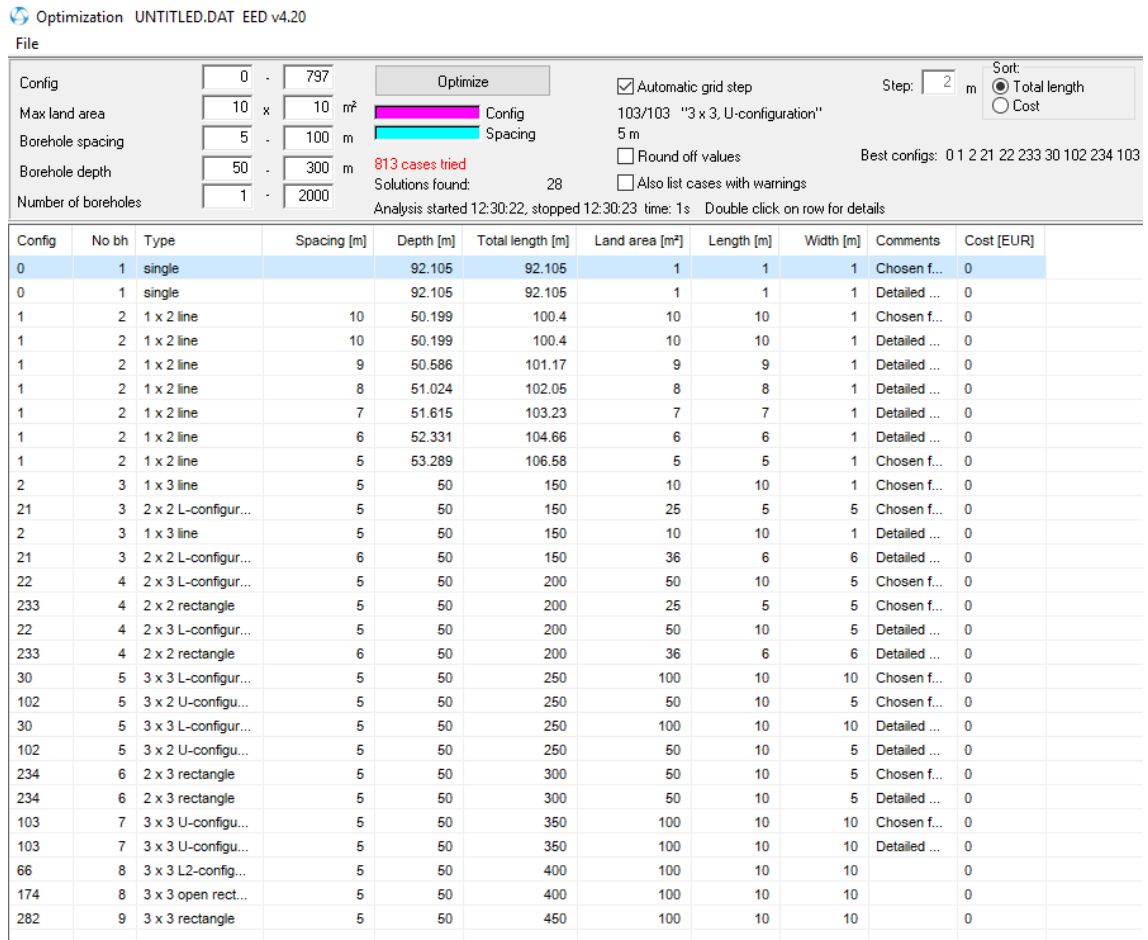 Optimization UNTITLED.DAT EED v4.20
File
Config 0 - 797
Max land area 10 x 10 m²
Borehole spacing 5 - 100 m
Borehole depth 50 - 300 m
Number of boreholes 1 - 2000
Optimize
Config
Spacing
813 cases tried
Solutions found: 28
Analysis started 12:30:22, stopped 12:30:23 time: 1s Double click on row for details
Automatic grid step
103/103 "3 x 3, U-configuration"
5 m
Round off values
Also list cases with warnings
Step: 2 m
Sort:
Total length
Cost
Best configs: 0 1 2 21 22 233 30 102 234 103
Config No bh Type Spacing [m] Depth [m] Total length [m] Land area [m²] Length [m] Width [m] Comments Cost [EUR]
0 1 single 92.105 92.105 1 1 1 Chosen f... 0
0 1 single 92.105 92.105 1 1 1 Detailed ... 0
1 2 1 x 2 line 10 50.199 100.4 10 10 1 Chosen f... 0
1 2 1 x 2 line 10 50.199 100.4 10 10 1 Detailed ... 0
1 2 1 x 2 line 9 50.586 101.17 9 9 1 Detailed ... 0
1 2 1 x 2 line 8 51.024 102.05 8 8 1 Detailed ... 0
1 2 1 x 2 line 7 51.615 103.23 7 7 1 Detailed ... 0
1 2 1 x 2 line 6 52.331 104.66 6 6 1 Detailed ... 0
1 2 1 x 2 line 5 53.289 106.58 5 5 1 Chosen f... 0
2 3 1 x 3 line 5 50 150 10 10 1 Chosen f... 0
21 3 2 x 2 L-configur... 5 50 150 25 5 5 Chosen f... 0
2 3 1 x 3 line 5 50 150 10 10 1 Detailed ... 0
21 3 2 x 2 L-configur... 6 50 150 36 6 6 Detailed ... 0
22 4 2 x 3 L-configur... 5 50 200 50 10 5 Chosen f... 0
233 4 2 x 2 rectangle 5 50 200 25 5 5 Chosen f... 0
22 4 2 x 3 L-configur... 5 50 200 50 10 5 Detailed ... 0
233 4 2 x 2 rectangle 6 50 200 36 6 6 Detailed ... 0
30 5 3 x 3 L-configur... 5 50 250 100 10 10 Chosen f... 0
102 5 3 x 2 U-configu... 5 50 250 50 10 5 Chosen f... 0
30 5 3 x 3 L-configur... 5 50 250 100 10 10 Detailed ... 0
102 5 3 x 2 U-configu... 5 50 250 50 10 5 Detailed ... 0
234 6 2 x 3 rectangle 5 50 300 50 10 5 Chosen f... 0
234 6 2 x 3 rectangle 5 50 300 50 10 5 Detailed ... 0
103 7 3 x 3 U-configu... 5 50 350 100 10 10 Chosen f... 0
103 7 3 x 3 U-configu... 5 50 350 100 10 10 Detailed ... 0
66 8 3 x 3 L2-config... 5 50 400 100 10 10 0
174 8 3 x 3 open rect... 5 50 400 100 10 10 0
282 9 3 x 3 rectangle 5 50 450 100 10 10 0